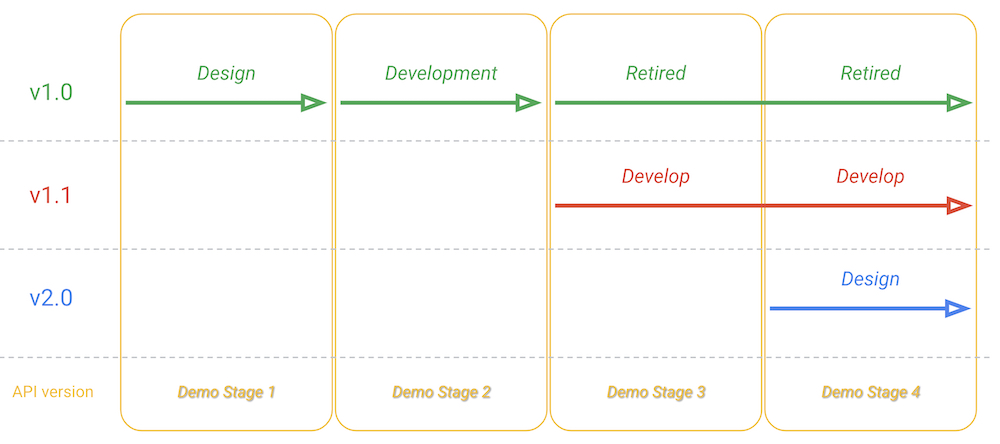 Design Development Retired Retired
v1.0
Develop Develop
v1.1
Design
v2.0
API version Demo Stage 1 Demo Stage 2 Demo Stage 3 Demo Stage 4